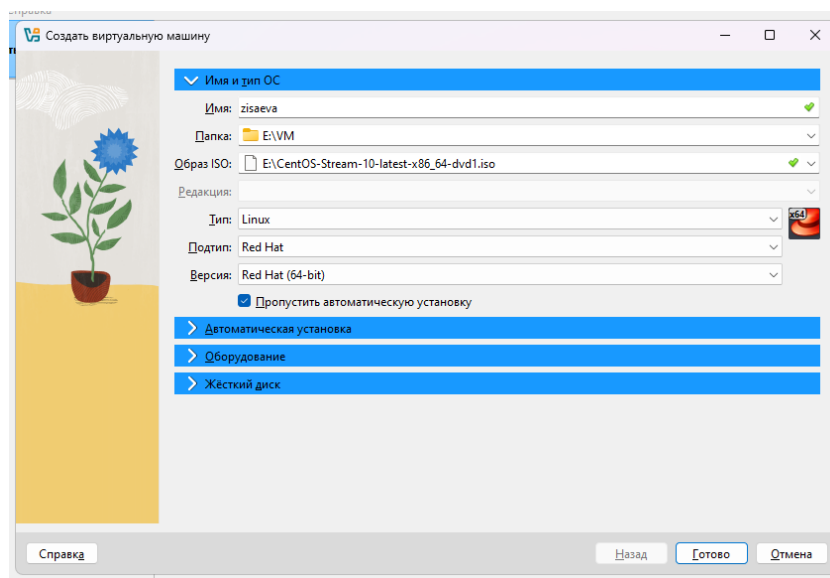 Справка
Создать виртуальную машину
Имя и тип ОС
Имя: zisaeva
Папка: E:\VM
Образ ISO: E:\CentOS-Stream-10-latest-x86_64-dvd1.iso
Редакция:
Тип: Linux
x64
Подтип: Red Hat
Версия: Red Hat (64-bit)
Пропустить автоматическую установку
Автоматическая установка
Оборудование
Жёсткий диск
Справка
Назад
Готово
Отмена